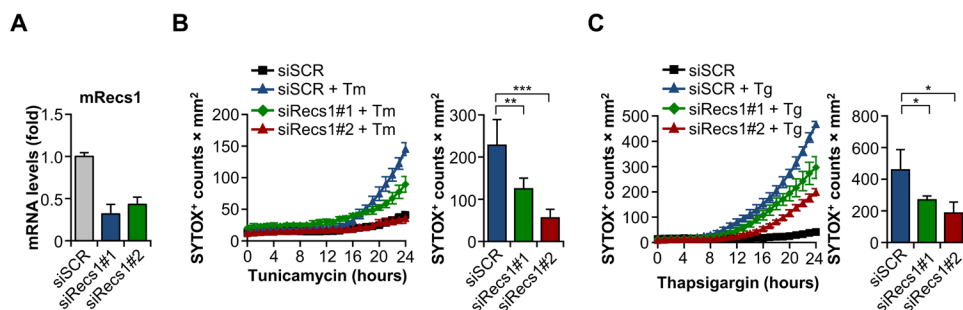 A
mRecs1
mRNA levels (fold)
1.5
1.0
0.5
0
siSCR
siRecs1#1
siRecs1#2
B
siSCR
siSCR + Tm
siRecs1#1 + Tm
siRecs1#2 + Tm
SYTOX+ counts × mm²
200
150
100
50
0
0 4 8 12 16 20 24
Tunicamycin (hours)
SYTOX+ counts × mm²
300
200
100
0
***
**
siSCR
siRecs1#1
siRecs1#2
C
siSCR
siSCR + Tg
siRecs1#1 + Tg
siRecs1#2 + Tg
SYTOX+ counts × mm²
500
400
300
200
100
0
0 4 8 12 16 20 24
Thapsigargin (hours)
SYTOX+ counts × mm²
800
600
400
200
0
*
*
siSCR
siRecs1#1
siRecs1#2